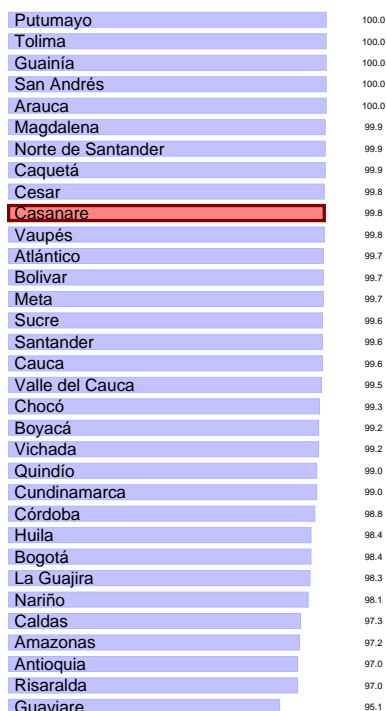 Putumayo 100.0
Tolima 100.0
Guainía 100.0
San Andrés 100.0
Arauca 100.0
Magdalena 99.9
Norte de Santander 99.9
Caquetá 99.9
Cesar 99.8
Casanare 99.8
Vaupés 99.8
Atlántico 99.7
Bolivar 99.7
Meta 99.7
Sucre 99.6
Santander 99.6
Cauca 99.6
Valle del Cauca 99.5
Chocó 99.3
Boyacá 99.2
Vichada 99.2
Quindío 99.0
Cundinamarca 99.0
Córdoba 98.8
Huila 98.4
Bogotá 98.4
La Guajira 98.3
Nariño 98.1
Caldas 97.3
Amazonas 97.2
Antioquia 97.0
Risaralda 97.0
Guaviare 95.1